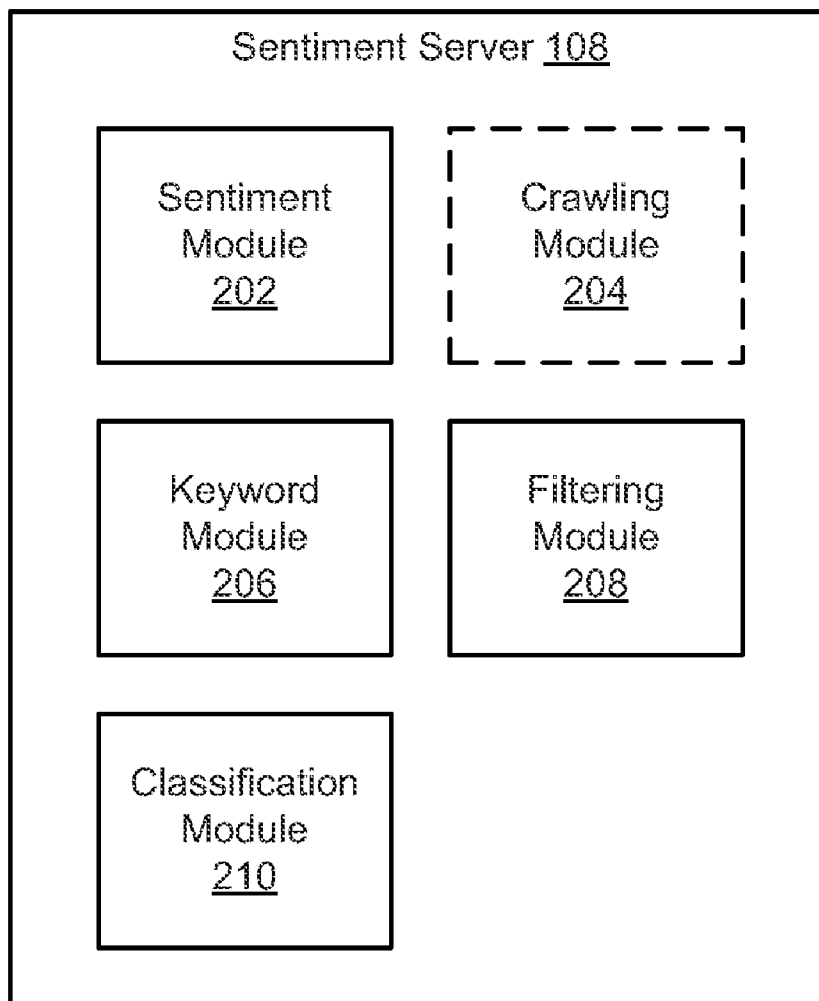 Sentiment Server 108
Sentiment
Module
202
Crawling
Module
204
Keyword
Module
206
Filtering
Module
208
Classification
Module
210